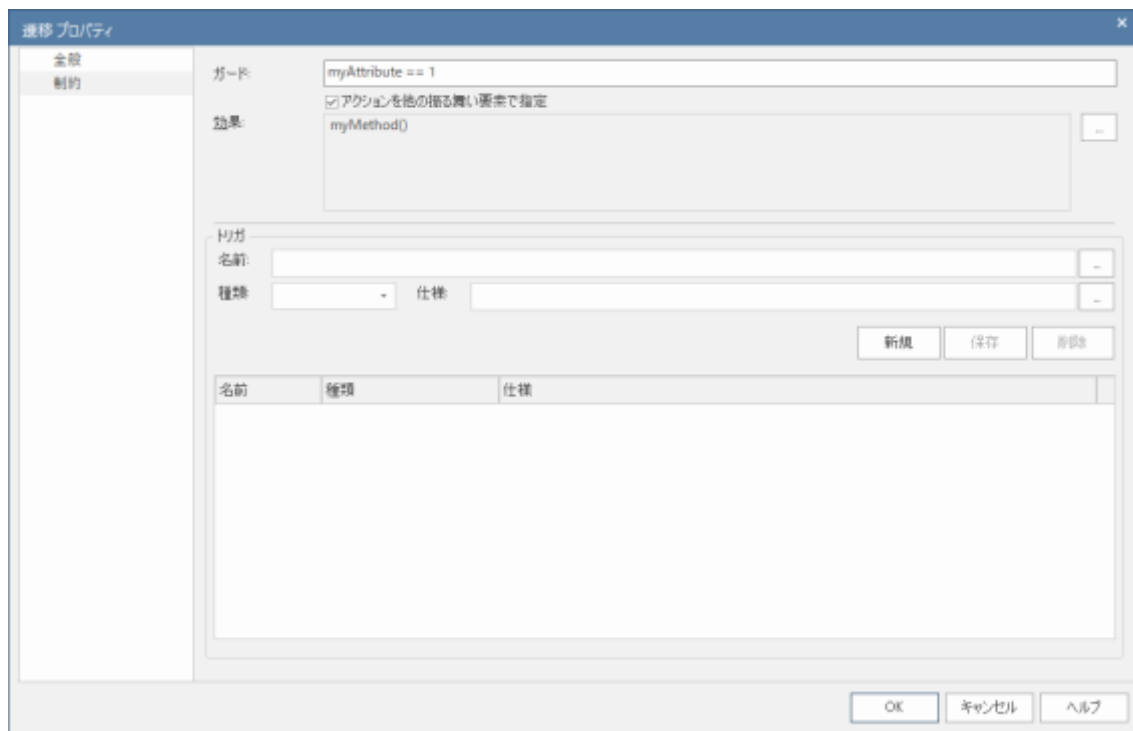 遷移 プロパティ
全般
制約
ガード:
myAttribute == 1
アクションを他の振る舞い要素で指定
効果:
myMethod()
...
トリガ
名前:
...
種類:
仕様:
...
新規
保存
削除
名前
種類
仕様
OK
キャンセル
ヘルプ